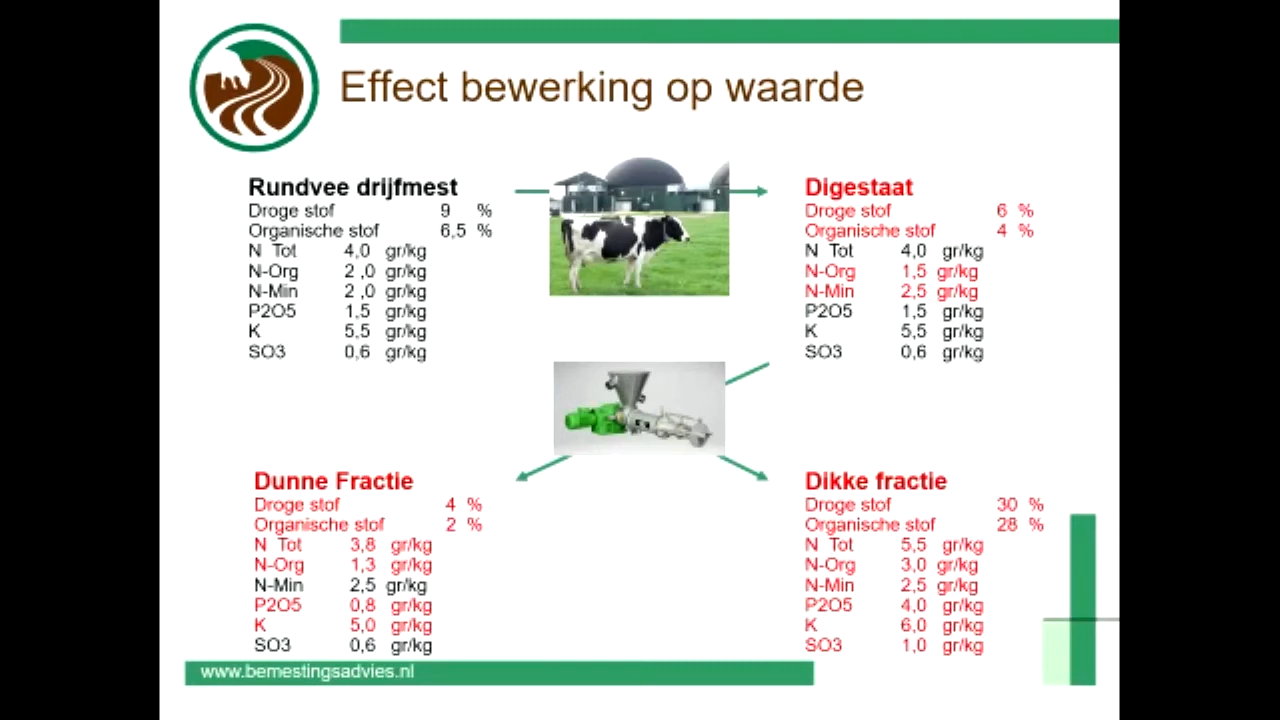 Effect bewerking op waarde
Rundvee drijfmest
Droge stof 9 %
Organische stof 6,5 %
N Tot 4,0 gr/kg
N-Org 2 ,0 gr/kg
N-Min 2 ,0 gr/kg
P2O5 1,5 gr/kg
K 5,5 gr/kg
SO3 0,6 gr/kg
Digestaat
Droge stof 6 %
Organische stof 4 %
N Tot 4,0 gr/kg
N-Org 1,5 gr/kg
N-Min 2,5 gr/kg
P2O5 1,5 gr/kg
K 5,5 gr/kg
SO3 0,6 gr/kg
Dunne Fractie
Droge stof 4 %
Organische stof 2 %
N Tot 3,8 gr/kg
N-Org 1,3 gr/kg
N-Min 2,5 gr/kg
P2O5 0,8 gr/kg
K 5,0 gr/kg
SO3 0,6 gr/kg
Dikke fractie
Droge stof 30 %
Organische stof 28 %
N Tot 5,5 gr/kg
N-Org 3,0 gr/kg
N-Min 2,5 gr/kg
P2O5 4,0 gr/kg
K 6,0 gr/kg
SO3 1,0 gr/kg
www.bemestingsadvies.nl